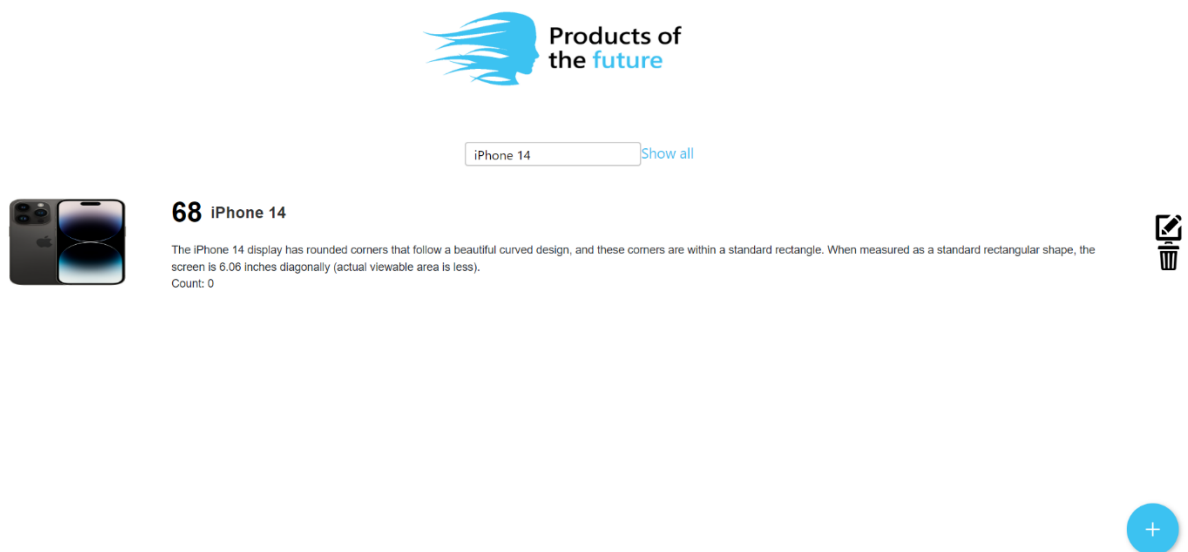 Products of
the future
iPhone 14
Show all
68 iPhone 14
The iPhone 14 display has rounded corners that follow a beautiful curved design, and these corners are within a standard rectangle. When measured as a standard rectangular shape, the
screen is 6.06 inches diagonally (actual viewable area is less).
Count: 0